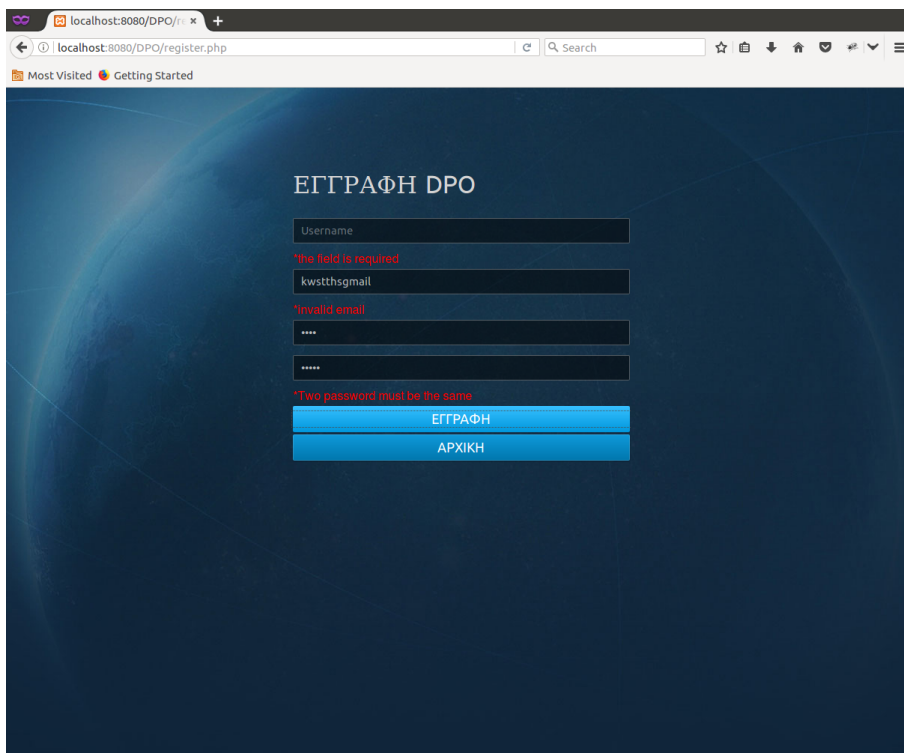 localhost:8080/DPO/re
localhost:8080/DPO/register.php
Search
Most Visited
Getting Started
ΕΓΓΡΑΦΗ DPO
Username
*the field is required
kwstthsgmail
*invalid email
••••
•••••
*Two password must be the same
ΕΓΓΡΑΦΗ
ΑΡΧΙΚΗ